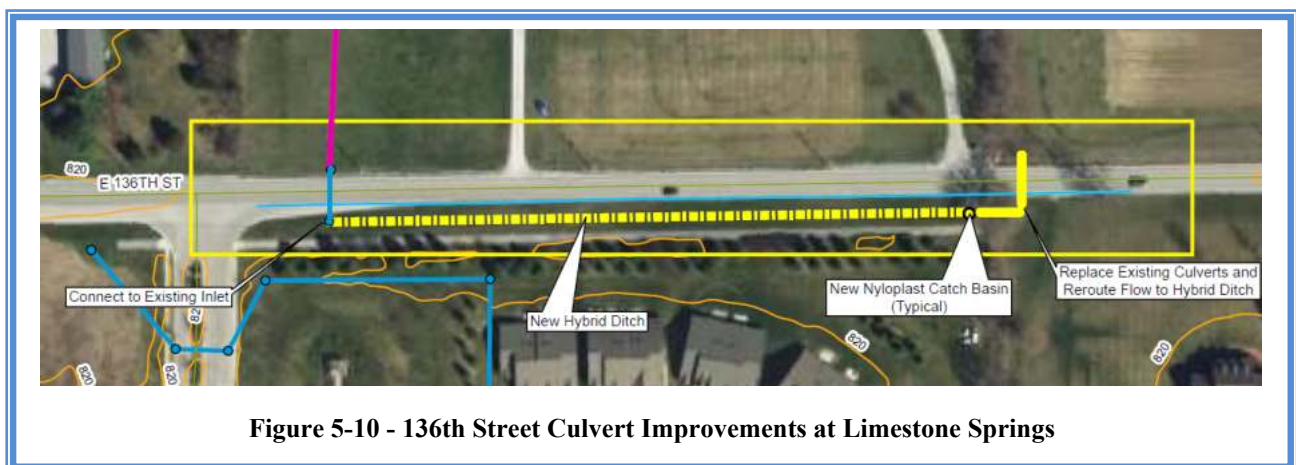 820
E 136TH ST
Connect to Existing Inlet
New Hybrid Ditch
New Nyloplast Catch Basin
(Typical)
Replace Existing Culverts and
Reroute Flow to Hybrid Ditch
820
820
820
820
820
Figure 5-10 - 136th Street Culvert Improvements at Limestone Springs